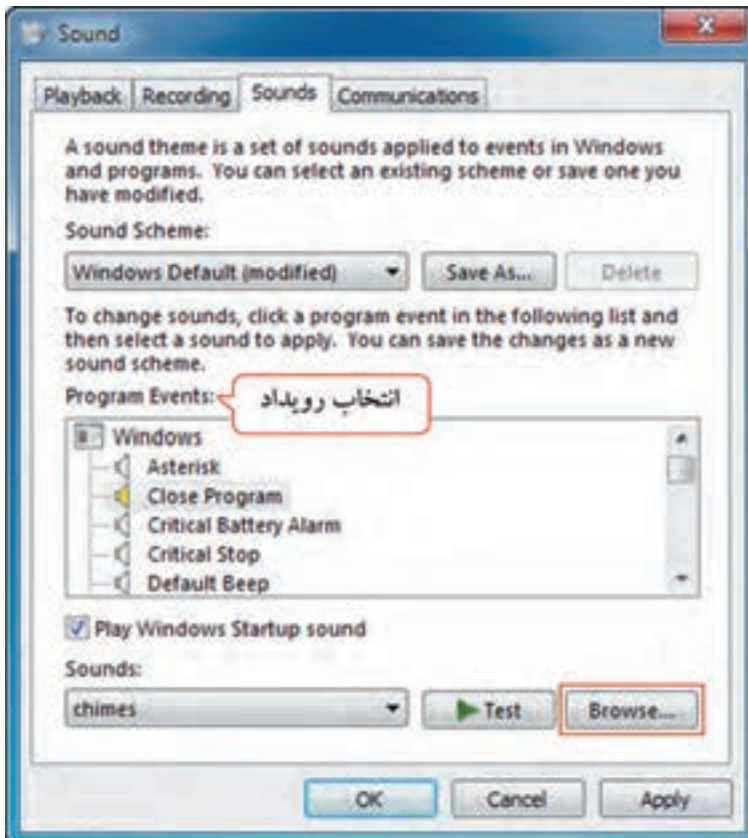 Sound
Playback Recording Sounds Communications
A sound theme is a set of sounds applied to events in Windows
and programs. You can select an existing scheme or save one you
have modified.
Sound Scheme:
Windows Default (modified) Save As... Delete
To change sounds, click a program event in the following list and
then select a sound to apply. You can save the changes as a new
sound scheme.
Program Events: انتخاب رویداد
Windows
Asterisk
Close Program
Critical Battery Alarm
Critical Stop
Default Beep
Play Windows Startup sound
Sounds:
chimes Test Browse...
OK Cancel Apply